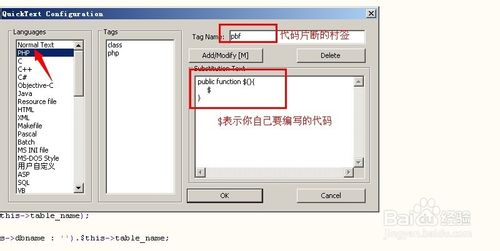 QuickText Configuration
Languages
Normal Text
PHP
C
C++
C#
Objective-C
Java
Resource file
HTML
XML
Makefile
Pascal
Batch
MS INI file
MS-DOS Style
用户自定义
ASP
SQL
VB
Tags
class
php
Tag Name: pbf 代码片断的村签
Add/Modify [M]
Delete
Substitution Text
public function $(){
$
}
$表示你自己要编写的代码
OK
Cancel
this->table_name);
s->dbname : '').$this->table_name;
Baidu 经验
jingyan.baidu.com